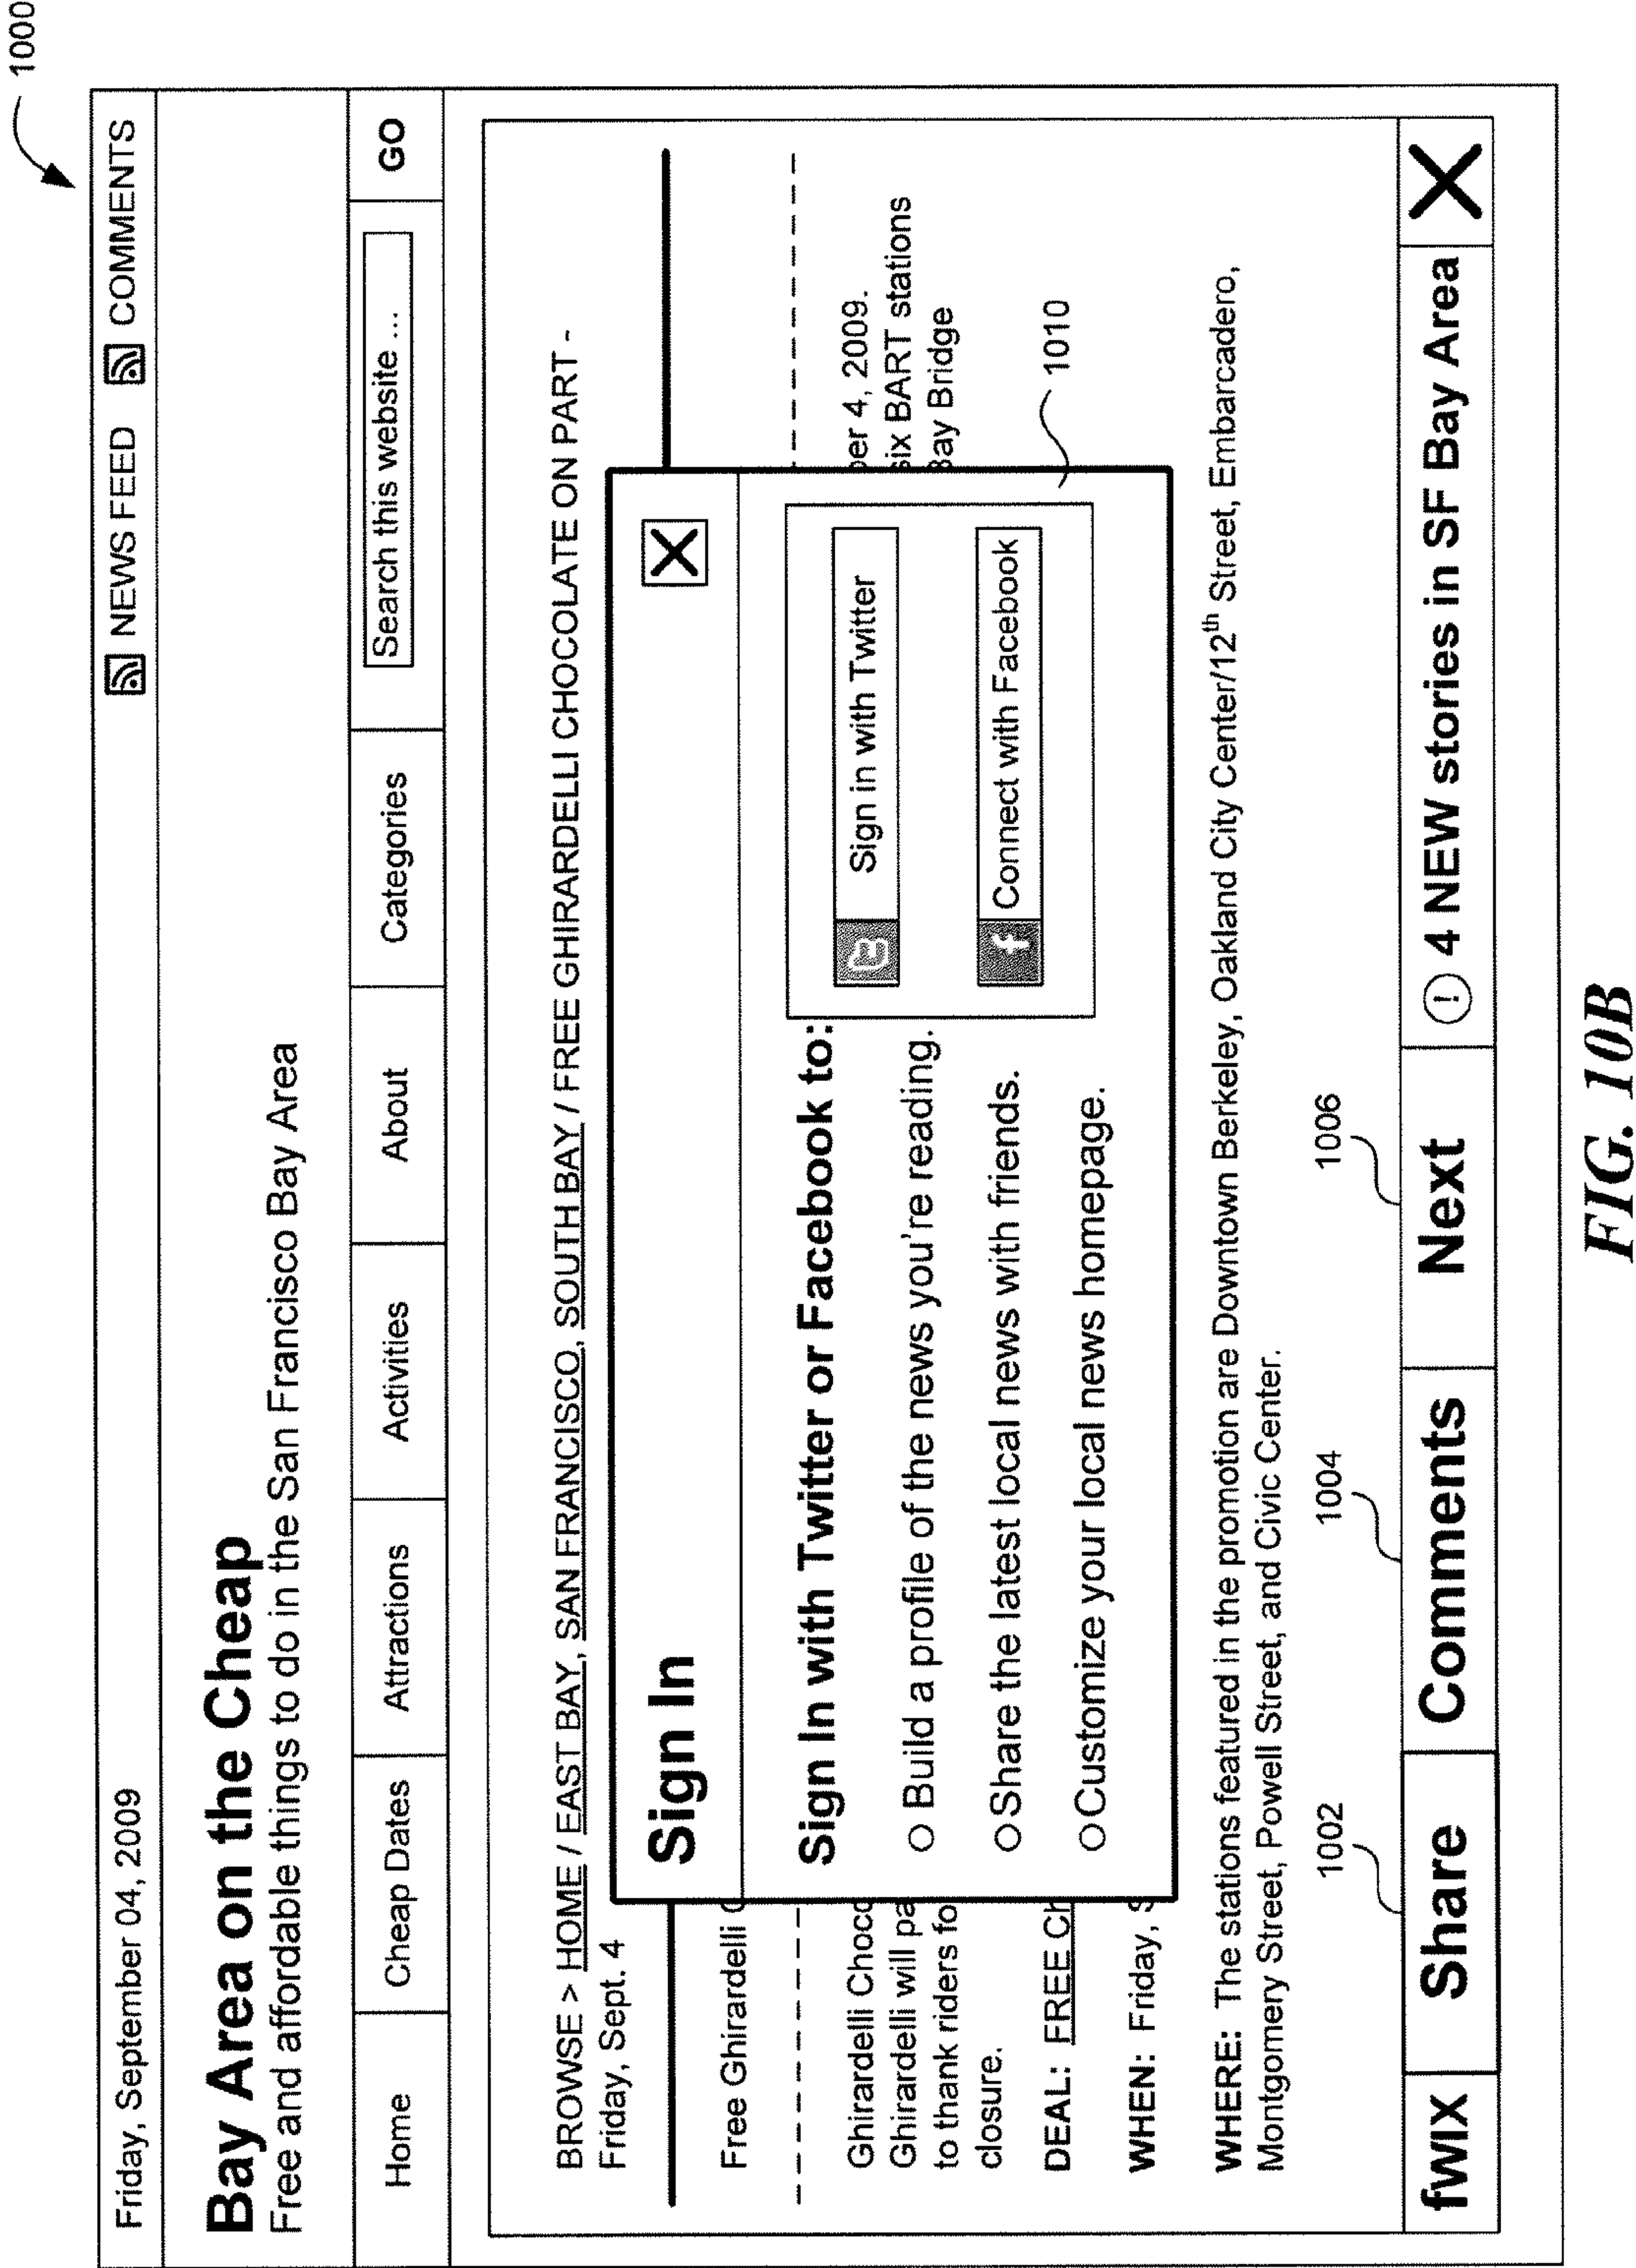 1000
Friday, September 04, 2009 NEWS FEED COMMENTS
Bay Area on the Cheap
Free and affordable things to do in the San Francisco Bay Area
Home Cheap Dates Attractions Activities About Categories Search this website ... GO
BROWSE > HOME / EAST BAY, SAN FRANCISCO, SOUTH BAY / FREE GHIRARDELLI CHOCOLATE ON PART -
Friday, Sept. 4
Sign In X
Free Ghirardelli
Sign In with Twitter or Facebook to:
Build a profile of the news you're reading.
Share the latest local news with friends.
Customize your local news homepage.
Sign in with Twitter
f Connect with Facebook
1010
Ghirardelli Choco ber 4, 2009.
Ghirardelli will pa six BART stations
to thank riders fo Bay Bridge
closure.
DEAL: FREE Ch
WHEN: Friday, S
WHERE: The stations featured in the promotion are Downtown Berkeley, Oakland City Center/12th Street, Embarcadero,
Montgomery Street, Powell Street, and Civic Center.
1002 1004 1006
fwix Share Comments Next ! 4 NEW stories in SF Bay Area X
FIG. 10B